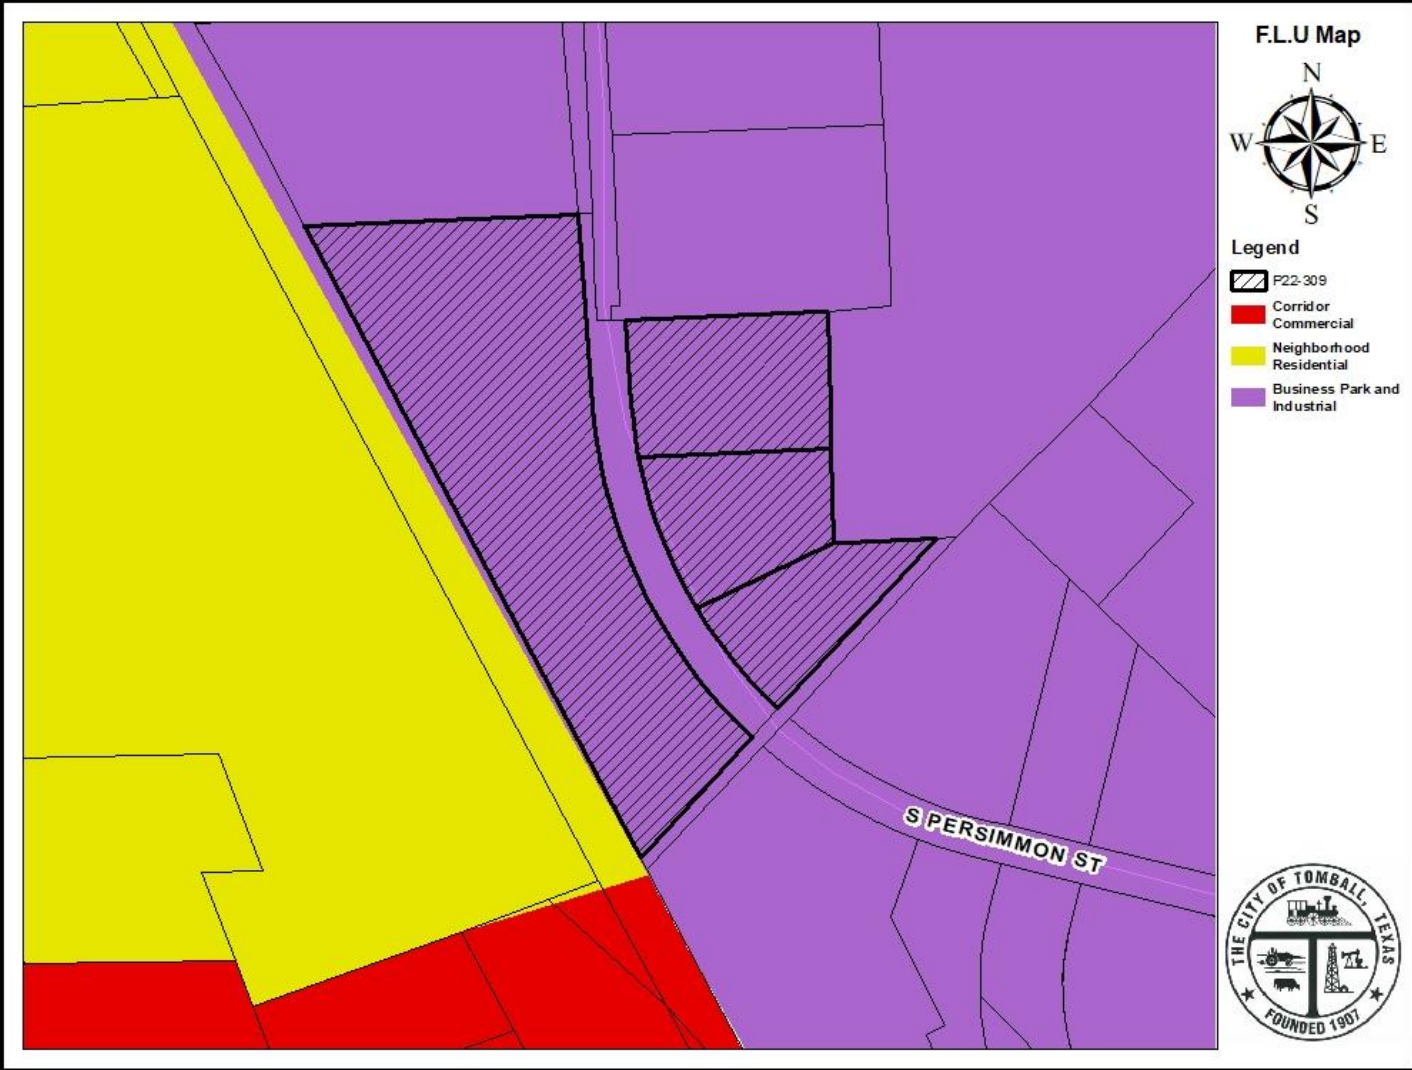 F.L.U Map
N
W E
S
Legend
P22-309
Corridor
Commercial
Neighborhood
Residential
Business Park and
Industrial
S PERSIMMON ST
THE CITY OF TOMBALL, TEXAS
FOUNDED 1907